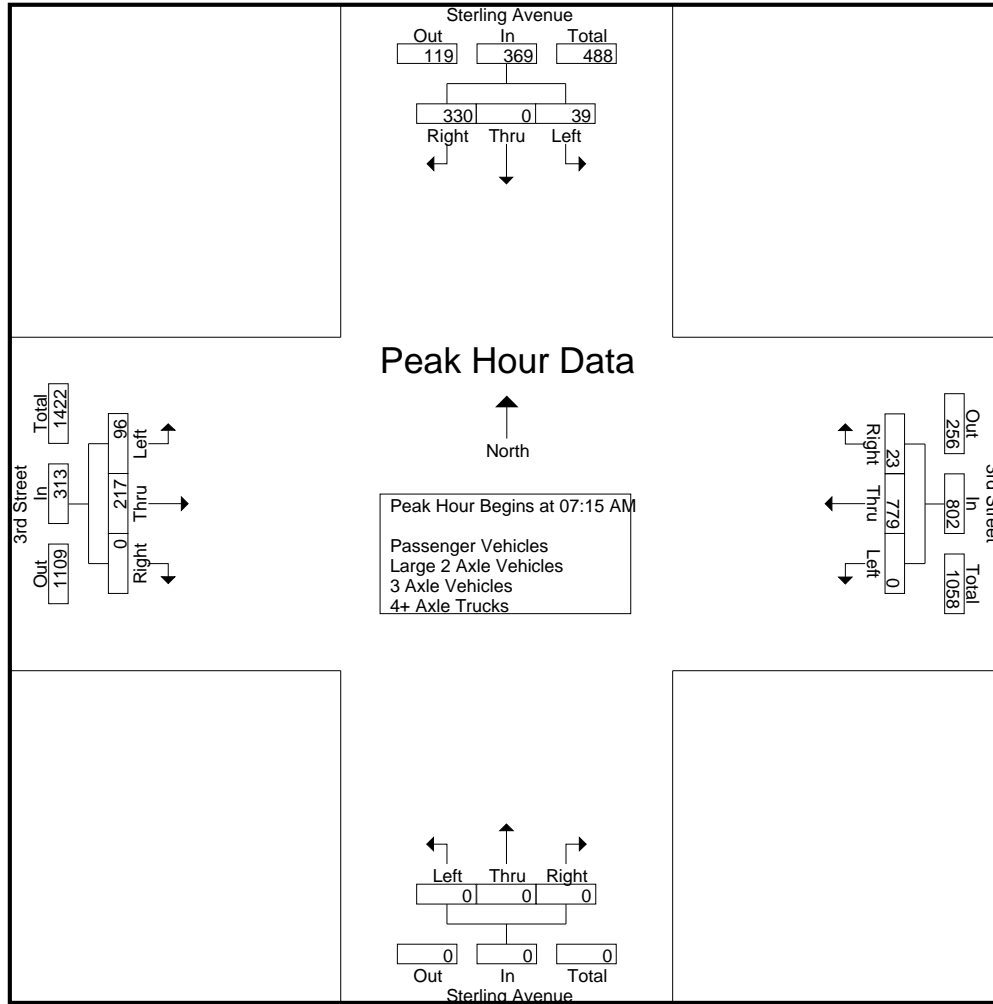 Sterling Avenue
Out In Total
119 369 488
330 0 39
Right Thru Left
Peak Hour Data
North
Peak Hour Begins at 07:15 AM
Passenger Vehicles
Large 2 Axle Vehicles
3 Axle Vehicles
4+ Axle Trucks
3rd Street
Out In Total
1109 313 1422
0 217 96
Right Thru Left
3rd Street
Out In Total
256 802 1058
23 779 0
Right Thru Left
Left Thru Right
0 0 0
0 0 0
Out In Total
Sterling Avenue